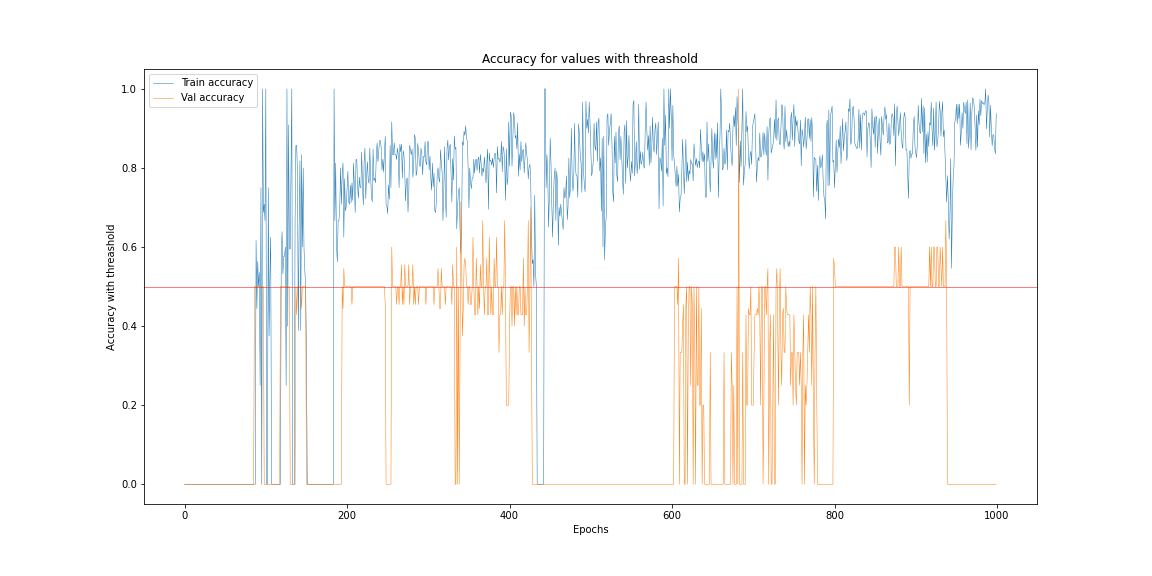 Accuracy for values with threashold
Train accuracy
Val accuracy
1.0
0.8
0.6
0.4
0.2
0.0
Accuracy with threashold
0
200
400
600
800
1000
Epochs